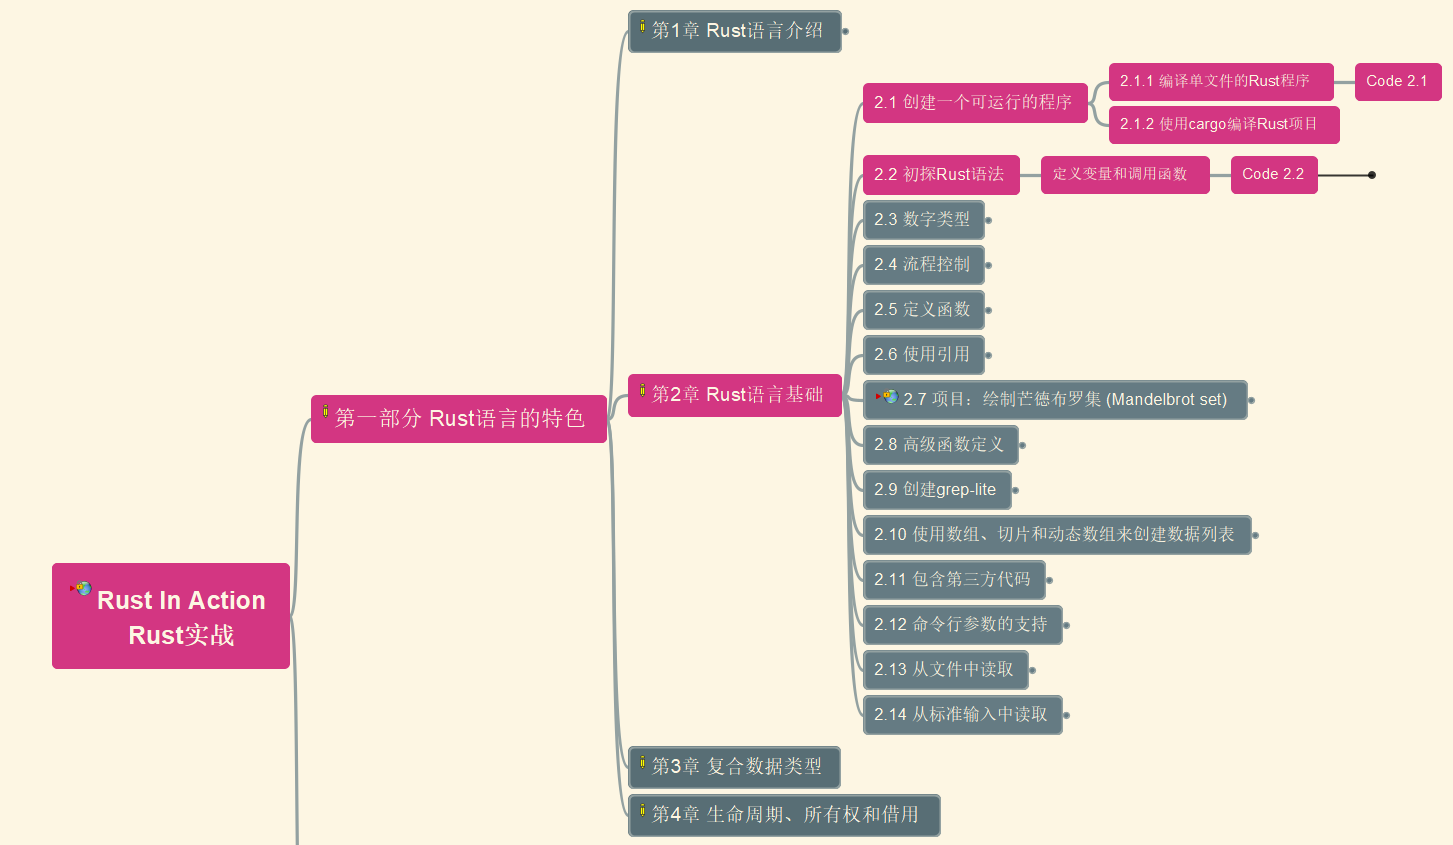 Rust In Action
Rust实战
第一部分 Rust语言的特色
第1章 Rust语言介绍
第2章 Rust语言基础
2.1 创建一个可运行的程序
2.1.1 编译单文件的Rust程序
Code 2.1
2.1.2 使用cargo编译Rust项目
2.2 初探Rust语法
定义变量和调用函数
Code 2.2
2.3 数字类型
2.4 流程控制
2.5 定义函数
2.6 使用引用
2.7 项目：绘制芒德布罗集 (Mandelbrot set)
2.8 高级函数定义
2.9 创建grep-lite
2.10 使用数组、切片和动态数组来创建数据列表
2.11 包含第三方代码
2.12 命令行参数的支持
2.13 从文件中读取
2.14 从标准输入中读取
第3章 复合数据类型
第4章 生命周期、所有权和借用